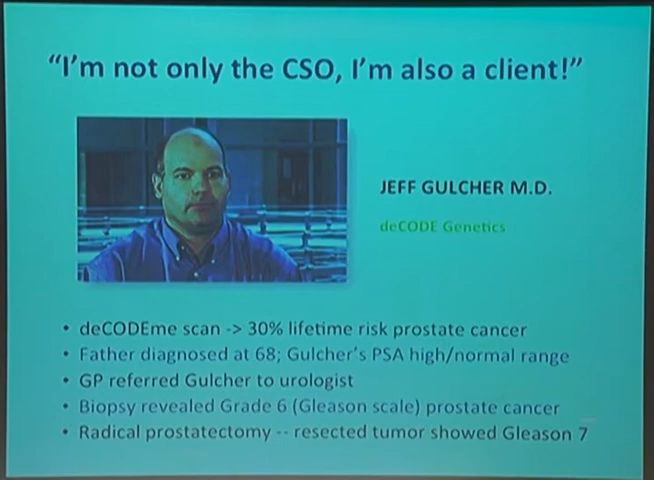 “I’m not only the CSO, I’m also a client!”
JEFF GULCHER M.D.
deCODE Genetics
• deCODEme scan -> 30% lifetime risk prostate cancer
• Father diagnosed at 68; Gulcher’s PSA high/normal range
• GP referred Gulcher to urologist
• Biopsy revealed Grade 6 (Gleason scale) prostate cancer
• Radical prostatectomy -- resected tumor showed Gleason 7